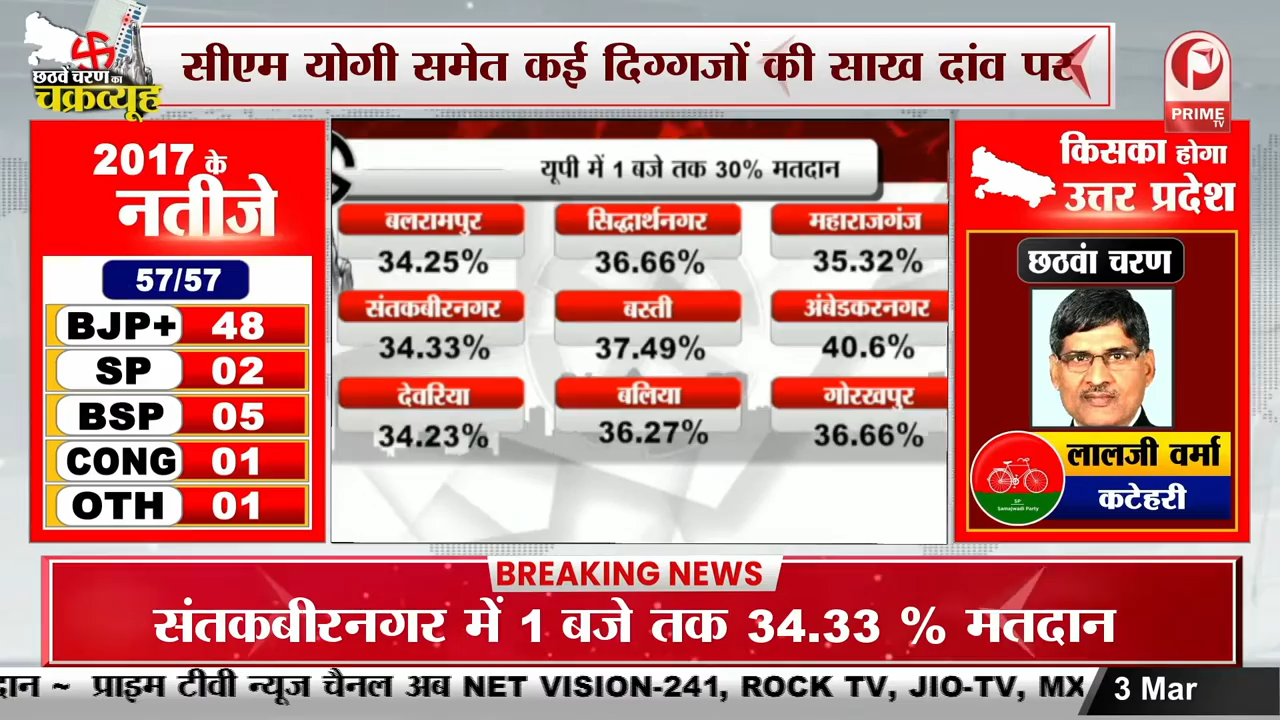 छठवें चरण का
चक्रव्यूह
सीएम योगी समेत कई दिग्गजों की साख दांव पर
PRIME
TV
2017 के
नतीजे
57/57
BJP+ 48
SP 02
BSP 05
CONG 01
OTH 01
यूपी में 1 बजे तक 30% मतदान
बलरामपुर सिद्धार्थनगर महाराजगंज
34.25% 36.66% 35.32%
संतकबीरनगर बस्ती अंबेडकरनगर
34.33% 37.49% 40.6%
देवरिया बलिया गोरखपुर
34.23% 36.27% 36.66%
किसका होगा
उत्तर प्रदेश
छठवां चरण
SP
Samajwadi Party
लालजी वर्मा
कटेहरी
BREAKING NEWS
संतकबीरनगर में 1 बजे तक 34.33 % मतदान
दान ~ प्राइम टीवी न्यूज चैनल अब NET VISION-241, ROCK TV, JIO-TV, MX
3 Mar